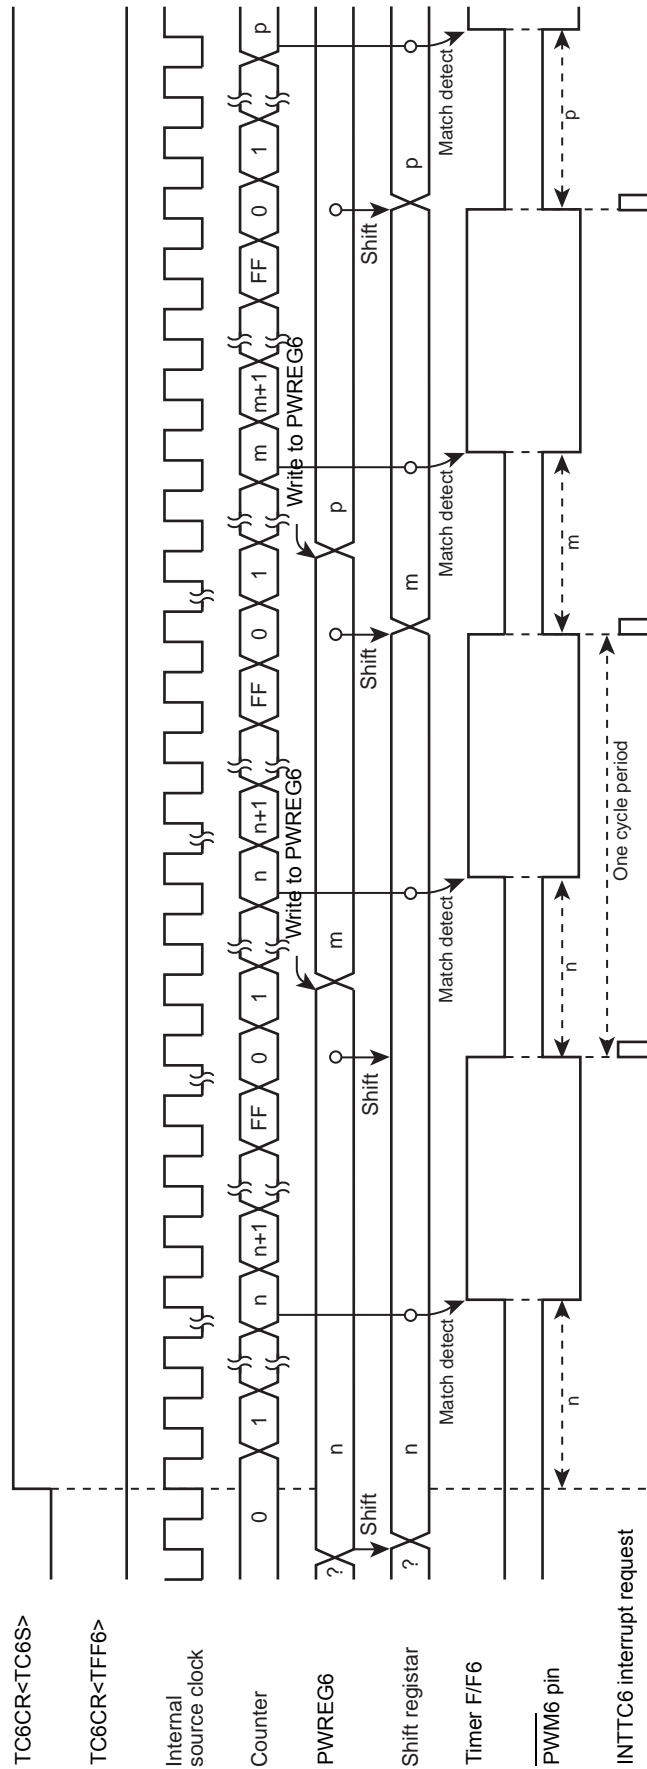 TC6CR<TC6S>
TC6CR<TFF6>
Internal
source clock
Counter 0 1 n n+1 FF 0 1 n n+1 FF 0 1 m m+1 FF 0 1 p
Write to PWREG6 Write to PWREG6
PWREG6 ? n m p
Shift Shift Shift Shift
Shift registar ? n m p
Match detect Match detect Match detect Match detect
Timer F/F6
PWM6 pin
n n m p
One cycle period
INTTC6 interrupt request